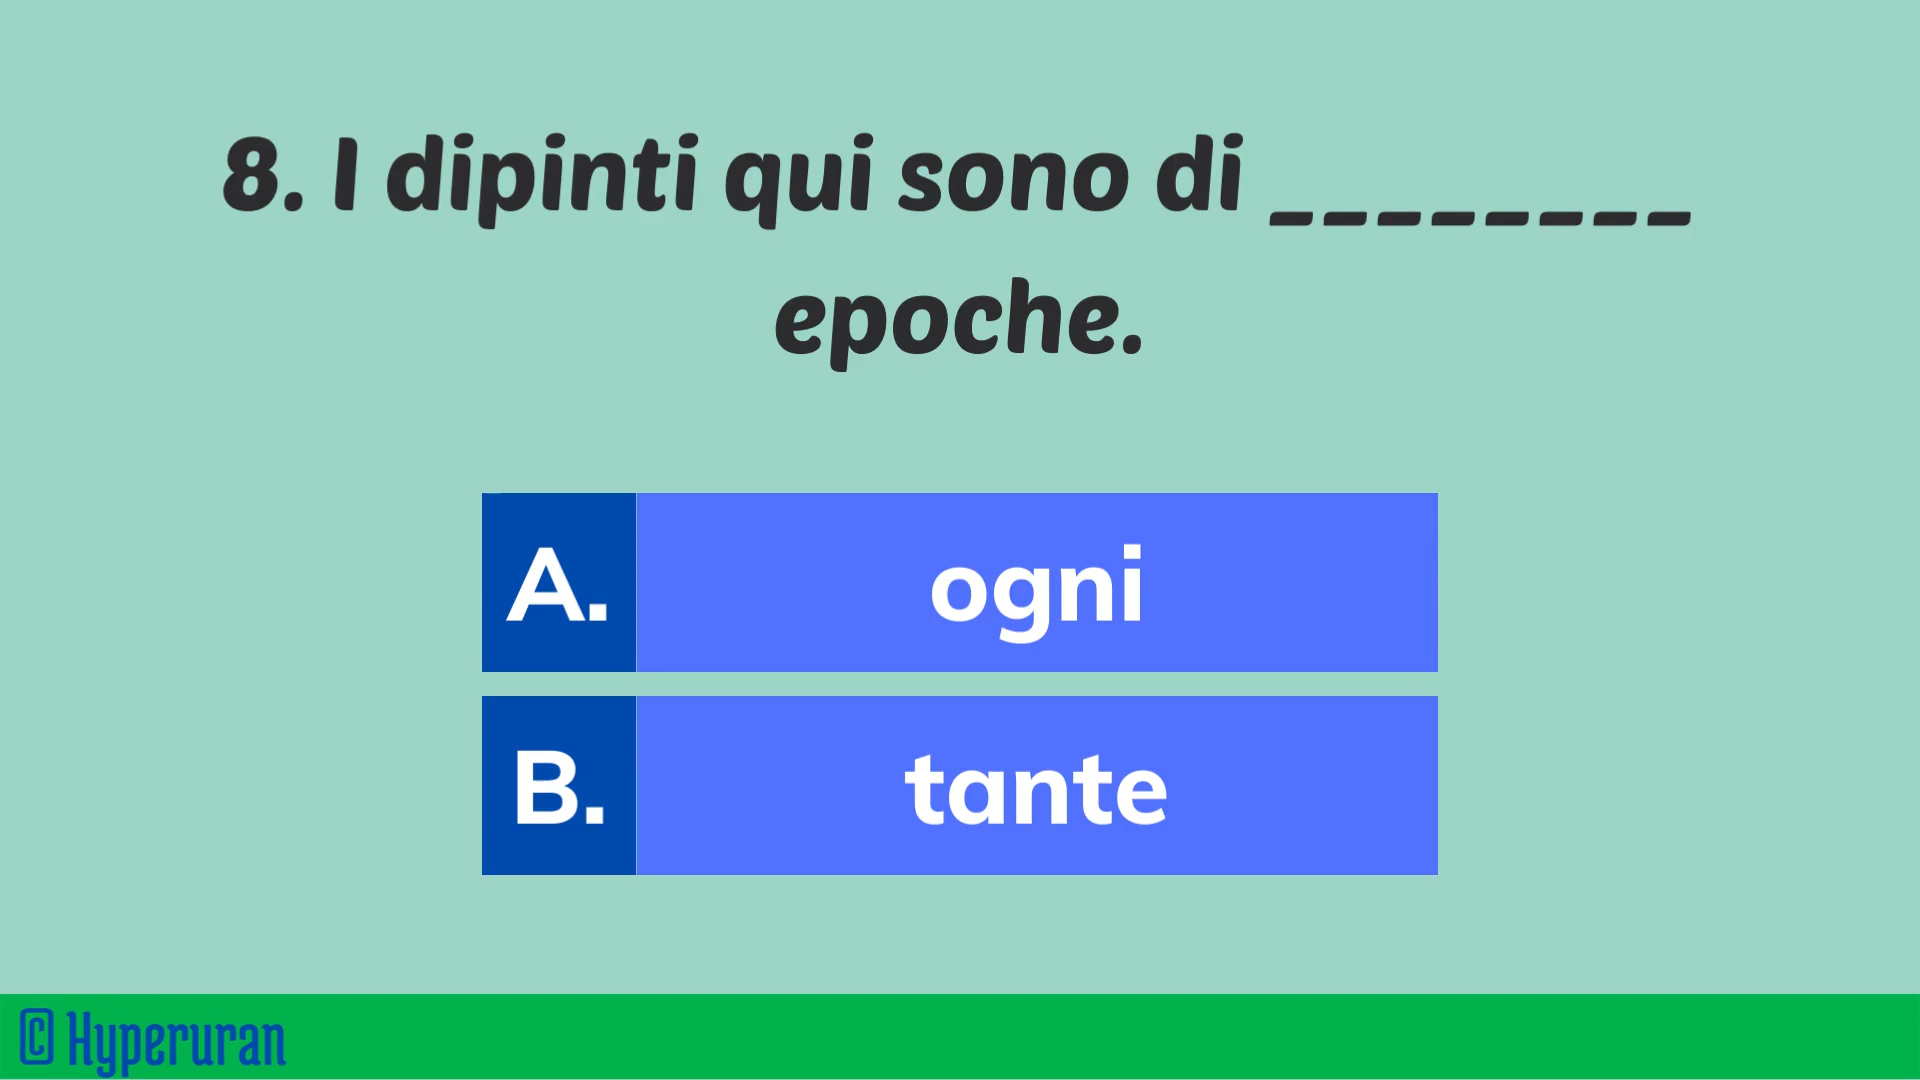 8. I dipinti qui sono di ________
epoche.
A. ogni
B. tante
© Hyperuran